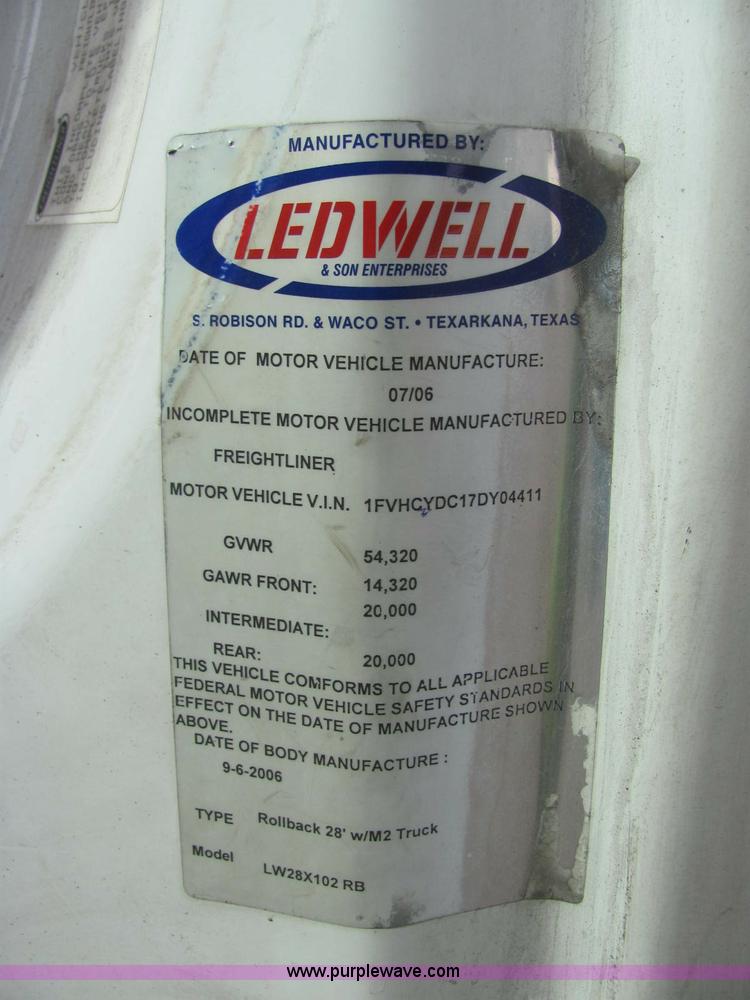 MANUFACTURED BY:
LEDWELL
& SON ENTERPRISES
S. ROBISON RD. & WACO ST. • TEXARKANA, TEXAS
DATE OF MOTOR VEHICLE MANUFACTURE:
07/06
INCOMPLETE MOTOR VEHICLE MANUFACTURED BY:
FREIGHTLINER
MOTOR VEHICLE V.I.N. 1FVHCYDC17DY04411
GVWR 54,320
GAWR FRONT: 14,320
INTERMEDIATE: 20,000
REAR: 20,000
THIS VEHICLE COMFORMS TO ALL APPLICABLE
FEDERAL MOTOR VEHICLE SAFETY STANDARDS IN
EFFECT ON THE DATE OF MANUFACTURE SHOWN
ABOVE.
DATE OF BODY MANUFACTURE :
9-6-2006
TYPE Rollback 28' w/M2 Truck
Model LW28X102 RB
www.purplewave.com